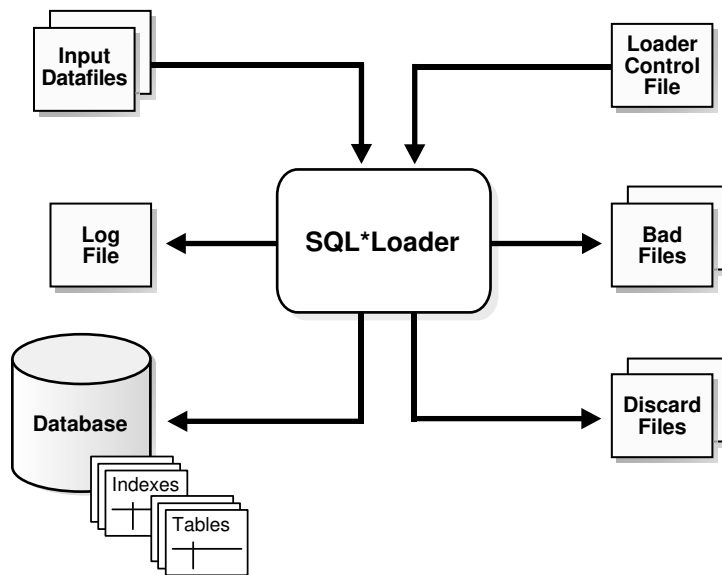 Input
Datafiles
Loader
Control
File
Log
File
SQL*Loader
Bad
Files
Database
Discard
Files
Indexes
Tables